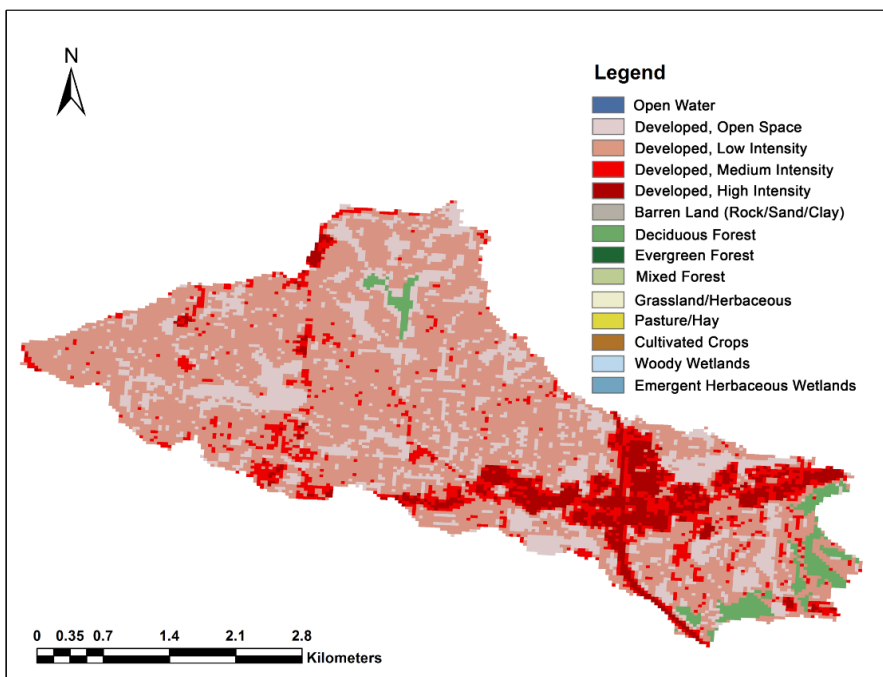 N
Legend
Open Water
Developed, Open Space
Developed, Low Intensity
Developed, Medium Intensity
Developed, High Intensity
Barren Land (Rock/Sand/Clay)
Deciduous Forest
Evergreen Forest
Mixed Forest
Grassland/Herbaceous
Pasture/Hay
Cultivated Crops
Woody Wetlands
Emergent Herbaceous Wetlands
0 0.35 0.7 1.4 2.1 2.8
Kilometers